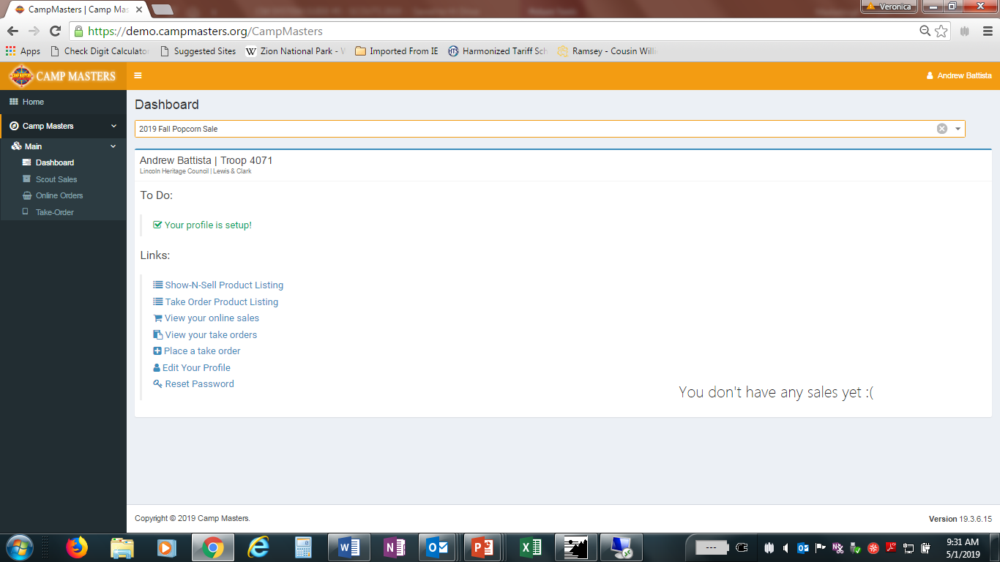 CampMasters | Camp Mas
Veronica
https://demo.campmasters.org/CampMasters
Apps
Check Digit Calculator
Suggested Sites
Zion National Park -
Imported From IE
Harmonized Tariff Sch
Ramsey - Cousin Willi
CAMP MASTERS
Andrew Battista
Home
Camp Masters
Main
Dashboard
Scout Sales
Online Orders
Take-Order
Dashboard
2019 Fall Popcorn Sale
Andrew Battista | Troop 4071
Lincoln Heritage Council | Lewis & Clark
To Do:
Your profile is setup!
Links:
Show-N-Sell Product Listing
Take Order Product Listing
View your online sales
View your take orders
Place a take order
Edit Your Profile
Reset Password
You don't have any sales yet :(
Copyright © 2019 Camp Masters.
Version 19.3.6.15
9:31 AM
5/1/2019